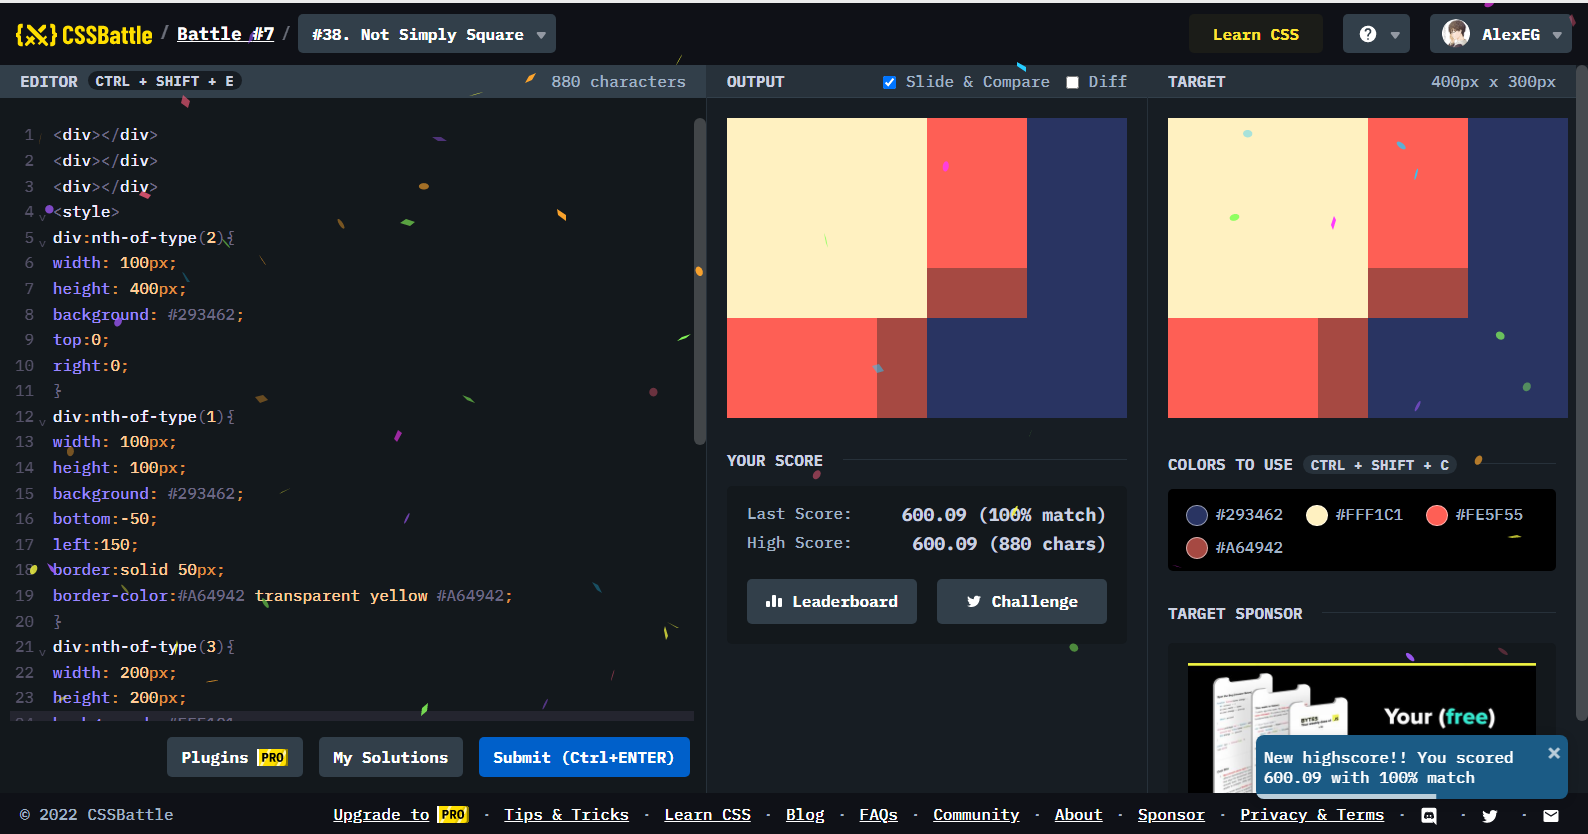 {X} CSSBattle / Battle #7 / #38. Not Simply Square
Learn CSS
? AlexEG
EDITOR CTRL + SHIFT + E 880 characters
1 <div></div>
2 <div></div>
3 <div></div>
4 <style>
5 div:nth-of-type(2){
6 width: 100px;
7 height: 400px;
8 background: #293462;
9 top:0;
10 right:0;
11 }
12 div:nth-of-type(1){
13 width: 100px;
14 height: 100px;
15 background: #293462;
16 bottom:-50;
17 left:150;
18 border:solid 50px;
19 border-color:#A64942 transparent yellow #A64942;
20 }
21 div:nth-of-type(3){
22 width: 200px;
23 height: 200px;
Plugins PRO
My Solutions
Submit (Ctrl+ENTER)
OUTPUT Slide & Compare Diff
YOUR SCORE
Last Score: 600.09 (100% match)
High Score: 600.09 (880 chars)
Leaderboard
Challenge
TARGET 400px x 300px
COLORS TO USE CTRL + SHIFT + C
#293462 #FFF1C1 #FE5F55
#A64942
TARGET SPONSOR
BYTES
Your (free)
New highscore!! You scored
600.09 with 100% match
© 2022 CSSBattle
Upgrade to PRO · Tips & Tricks · Learn CSS · Blog · FAQs · Community · About · Sponsor · Privacy & Terms